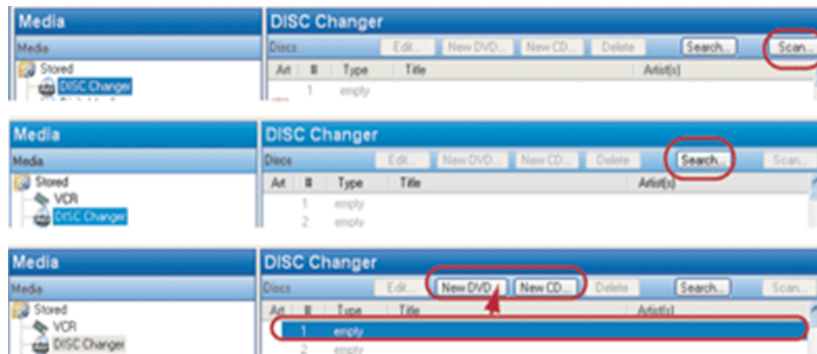 Media DISC Changer
Media Discs Edit... New DVD... New CD... Delete Search... Scan...
Stored Art # Type Title Artist(s)
DISC Changer 1 empty
Media DISC Changer
Media Discs Edit... New DVD... New CD... Delete Search... Scan...
Stored Art # Type Title Artist(s)
VCR 1 empty
DISC Changer 2 empty
Media DISC Changer
Media Discs Edit... New DVD... New CD... Delete Search... Scan...
Stored Art # Type Title Artist(s)
VCR 1 empty
DISC Changer 2 empty